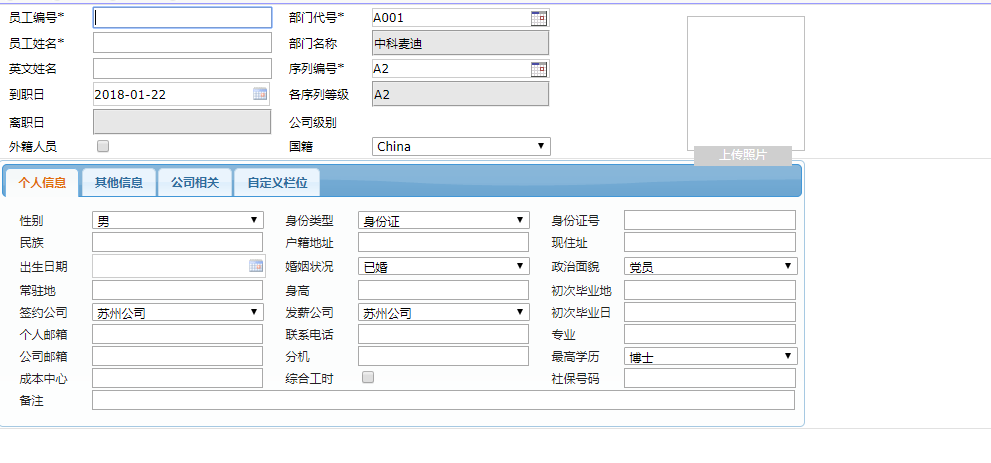 员工编号* 部门代号* A001
员工姓名* 部门名称 中科麦迪
英文姓名 序列编号* A2
到职日 2018-01-22 各序列等级 A2
离职日 公司级别
外籍人员 国籍 China
上传照片
个人信息 其他信息 公司相关 自定义栏位
性别 男 身份类型 身份证 身份证号
民族 户籍地址 现住址
出生日期 婚姻状况 已婚 政治面貌 党员
常驻地 身高 初次毕业地
签约公司 苏州公司 发薪公司 苏州公司 初次毕业日
个人邮箱 联系电话 专业
公司邮箱 分机 最高学历 博士
成本中心 综合工时 社保号码
备注